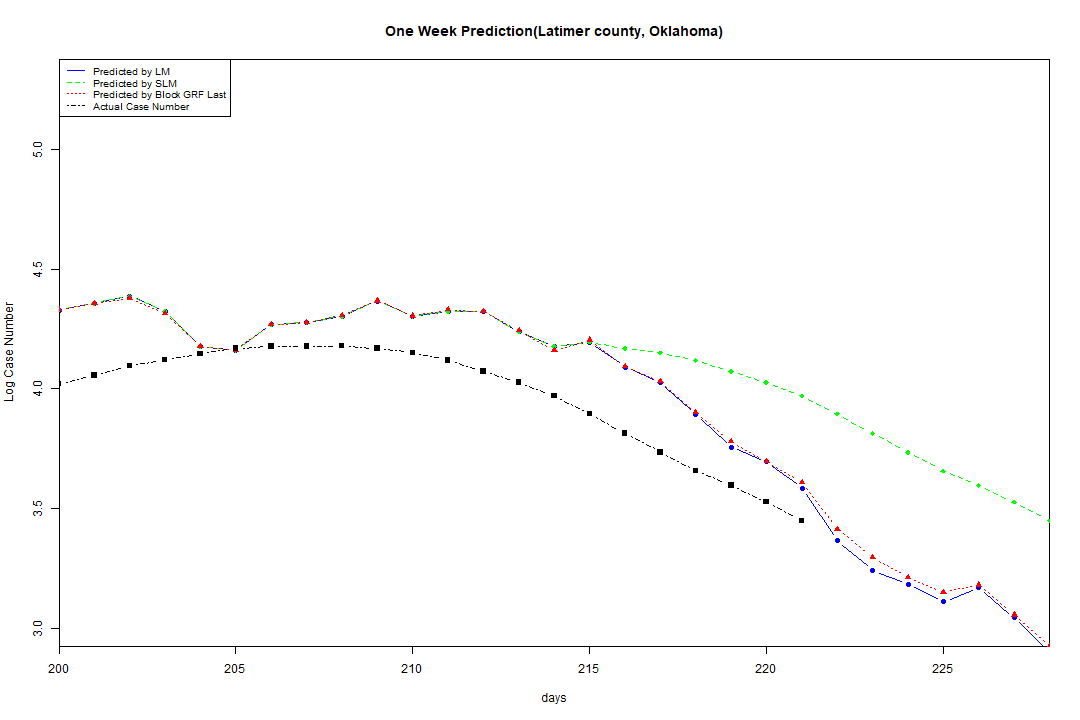 One Week Prediction(Latimer county, Oklahoma)
Predicted by LM
Predicted by SLM
Predicted by Block GRF Last
Actual Case Number
5.0
4.5
4.0
3.5
3.0
Log Case Number
200 205 210 215 220 225
days